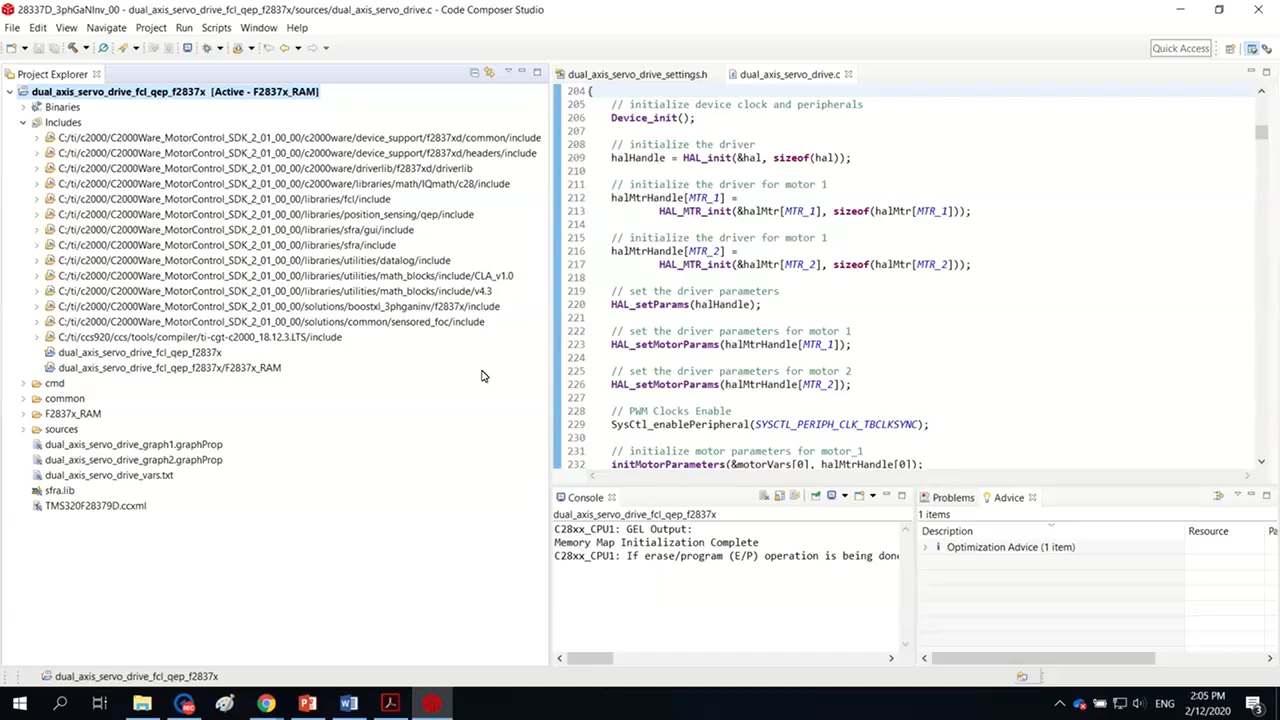 28337D_3phGaNInv_00 - dual_axis_servo_drive_fcl_qep_f2837x/sources/dual_axis_servo_drive.c - Code Composer Studio
File Edit View Navigate Project Run Scripts Window Help
Quick Access
Project Explorer
dual_axis_servo_drive_fcl_qep_f2837x [Active - F2837x_RAM]
Binaries
Includes
C:/ti/c2000/C2000Ware_MotorControl_SDK_2_01_00_00/c2000ware/device_support/f2837xd/common/include
C:/ti/c2000/C2000Ware_MotorControl_SDK_2_01_00_00/c2000ware/device_support/f2837xd/headers/include
C:/ti/c2000/C2000Ware_MotorControl_SDK_2_01_00_00/c2000ware/driverlib/f2837xd/driverlib
C:/ti/c2000/C2000Ware_MotorControl_SDK_2_01_00_00/c2000ware/libraries/math/IQmath/c28/include
C:/ti/c2000/C2000Ware_MotorControl_SDK_2_01_00_00/libraries/fcl/include
C:/ti/c2000/C2000Ware_MotorControl_SDK_2_01_00_00/libraries/position_sensing/qep/include
C:/ti/c2000/C2000Ware_MotorControl_SDK_2_01_00_00/libraries/sfra/gui/include
C:/ti/c2000/C2000Ware_MotorControl_SDK_2_01_00_00/libraries/sfra/include
C:/ti/c2000/C2000Ware_MotorControl_SDK_2_01_00_00/libraries/utilities/datalog/include
C:/ti/c2000/C2000Ware_MotorControl_SDK_2_01_00_00/libraries/utilities/math_blocks/include/CLA_v1.0
C:/ti/c2000/C2000Ware_MotorControl_SDK_2_01_00_00/libraries/utilities/math_blocks/include/v4.3
C:/ti/c2000/C2000Ware_MotorControl_SDK_2_01_00_00/solutions/boostxl_3phganinv/f2837x/include
C:/ti/c2000/C2000Ware_MotorControl_SDK_2_01_00_00/solutions/common/sensored_foc/include
C:/ti/ccs920/ccs/tools/compiler/ti-cgt-c2000_18.12.3.LTS/include
dual_axis_servo_drive_fcl_qep_f2837x
dual_axis_servo_drive_fcl_qep_f2837x/F2837x_RAM
cmd
common
F2837x_RAM
sources
dual_axis_servo_drive_graph1.graphProp
dual_axis_servo_drive_graph2.graphProp
dual_axis_servo_drive_vars.txt
sfra.lib
TMS320F28379D.ccxml
dual_axis_servo_drive_settings.h dual_axis_servo_drive.c
204 {
205 // initialize device clock and peripherals
206 Device_init();
207
208 // initialize the driver
209 halHandle = HAL_init(&hal, sizeof(hal));
210
211 // initialize the driver for motor 1
212 halMtrHandle[MTR_1] =
213 HAL_MTR_init(&halMtr[MTR_1], sizeof(halMtr[MTR_1]));
214
215 // initialize the driver for motor 1
216 halMtrHandle[MTR_2] =
217 HAL_MTR_init(&halMtr[MTR_2], sizeof(halMtr[MTR_2]));
218
219 // set the driver parameters
220 HAL_setParams(halHandle);
221
222 // set the driver parameters for motor 1
223 HAL_setMotorParams(halMtrHandle[MTR_1]);
224
225 // set the driver parameters for motor 2
226 HAL_setMotorParams(halMtrHandle[MTR_2]);
227
228 // PWM Clocks Enable
229 SysCtl_enablePeripheral(SYSCTL_PERIPH_CLK_TBCLKSYNC);
230
231 // initialize motor parameters for motor_1
232 initMotorParameters(&motorVars[0], halMtrHandle[0]);
Console
dual_axis_servo_drive_fcl_qep_f2837x
C28xx_CPU1: GEL Output:
Memory Map Initialization Complete
C28xx_CPU1: If erase/program (E/P) operation is being done
Problems Advice
1 items
Description Resource Pa
Optimization Advice (1 item)
dual_axis_servo_drive_fcl_qep_f2837x
ENG
2:05 PM
2/12/2020
3